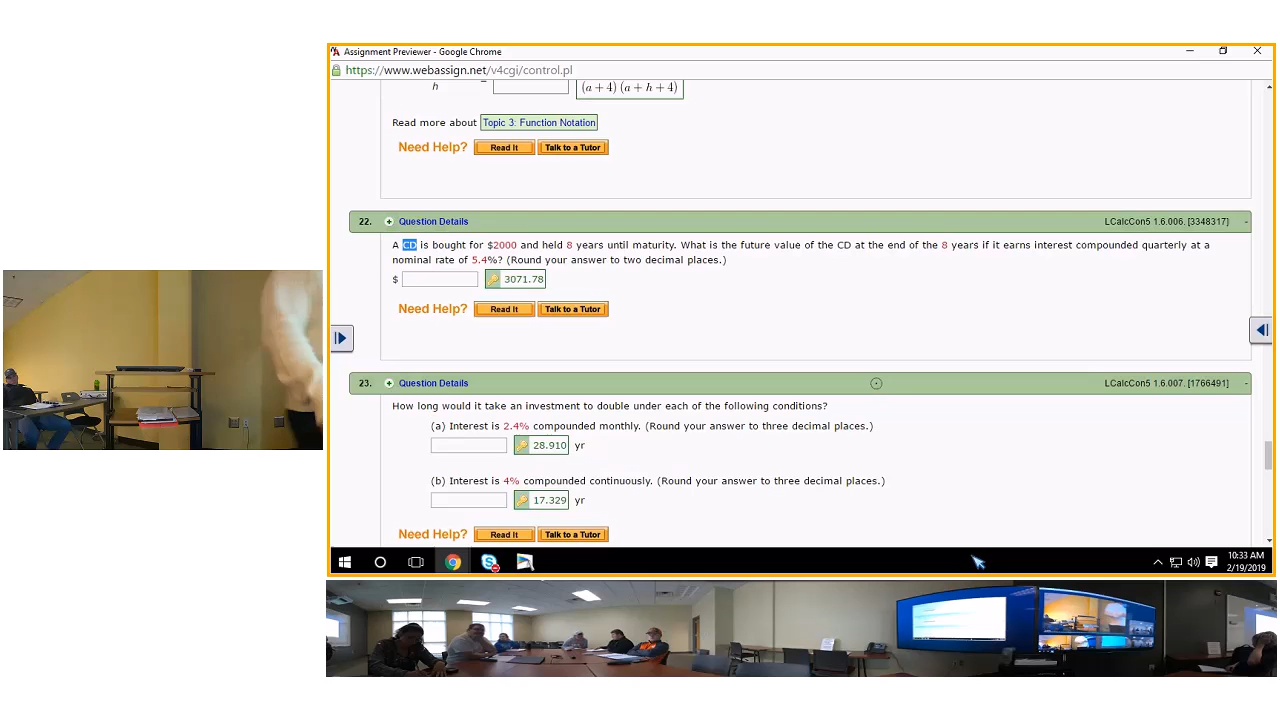 Assignment Previewer - Google Chrome
https://www.webassign.net/v4cgi/control.pl
h
=
(a + 4) (a + h + 4)
Read more about Topic 3: Function Notation
Need Help? Read It Talk to a Tutor
22. Question Details LCalcCon5 1.6.006. [3348317] -
A CD is bought for $2000 and held 8 years until maturity. What is the future value of the CD at the end of the 8 years if it earns interest compounded quarterly at a
nominal rate of 5.4%? (Round your answer to two decimal places.)
$ 3071.78
Need Help? Read It Talk to a Tutor
23. Question Details LCalcCon5 1.6.007. [1766491] -
How long would it take an investment to double under each of the following conditions?
(a) Interest is 2.4% compounded monthly. (Round your answer to three decimal places.)
28.910 yr
(b) Interest is 4% compounded continuously. (Round your answer to three decimal places.)
17.329 yr
Need Help? Read It Talk to a Tutor
10:33 AM
2/19/2019